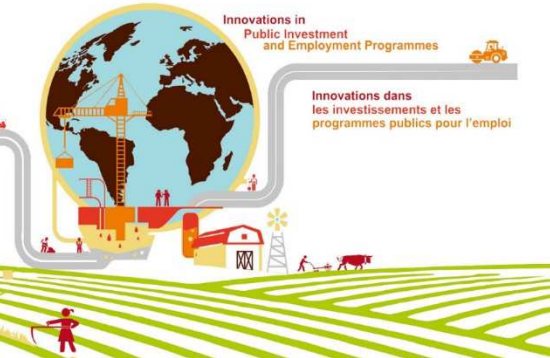 Innovations in
Public Investment
and Employment Programmes
Innovations dans
les investissements et les
programmes publics pour l'emploi